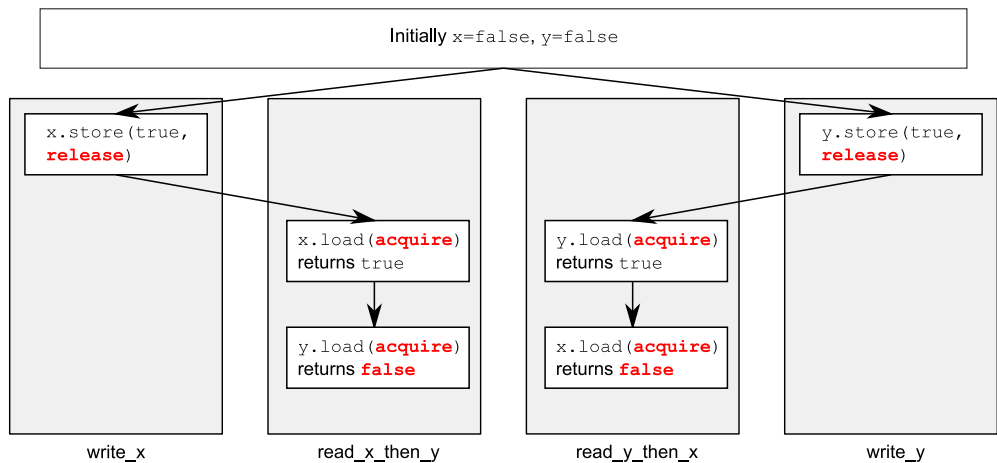 Initially x=false, y=false
x.store(true,
release)
y.store(true,
release)
x.load(acquire)
returns true
y.load(acquire)
returns true
y.load(acquire)
returns false
x.load(acquire)
returns false
write_x
read_x_then_y
read_y_then_x
write_y